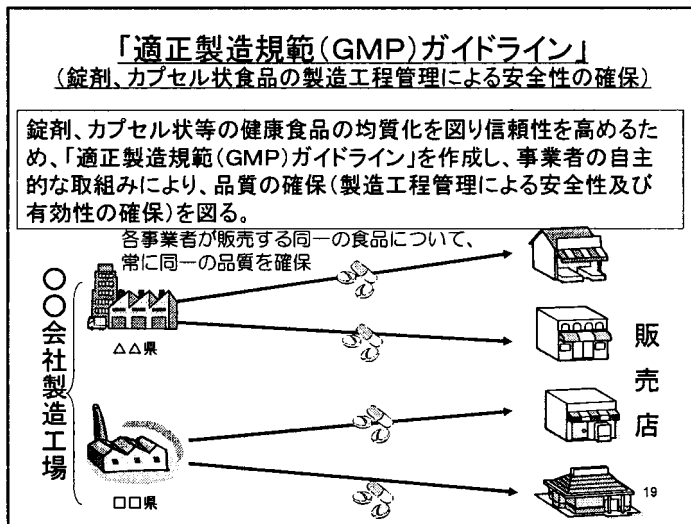 「適正製造規範(GMP)ガイドライン」
(錠剤、カプセル状食品の製造工程管理による安全性の確保)
錠剤、カプセル状等の健康食品の均質化を図り信頼性を高めるた
め、「適正製造規範(GMP)ガイドライン」を作成し、事業者の自主
的な取組みにより、品質の確保(製造工程管理による安全性及び
有効性の確保)を図る。
各事業者が販売する同一の食品について、
常に同一の品質を確保
〇〇会社製造工場
△△県
□□県
販売店
19